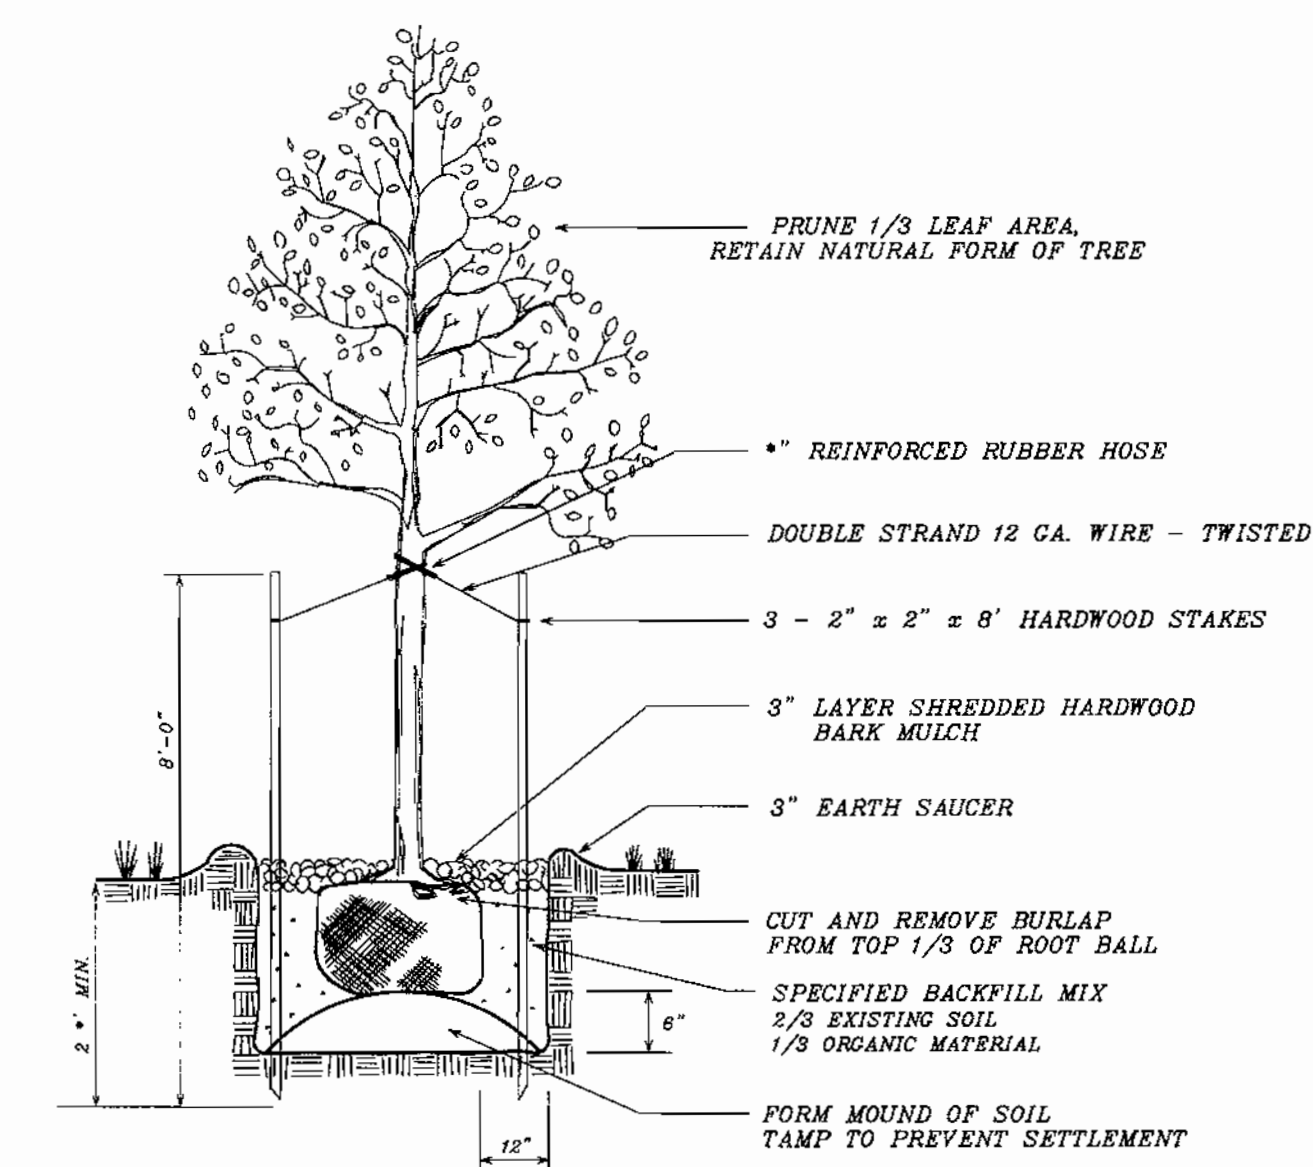 PRUNE 1/3 LEAF AREA,
RETAIN NATURAL FORM OF TREE
*" REINFORCED RUBBER HOSE
DOUBLE STRAND 12 GA. WIRE – TWISTED
3 – 2" x 2" x 8' HARDWOOD STAKES
3" LAYER SHREDDED HARDWOOD
BARK MULCH
8'-0"
3" EARTH SAUCER
CUT AND REMOVE BURLAP
FROM TOP 1/3 OF ROOT BALL
2 *' MIN.
SPECIFIED BACKFILL MIX
2/3 EXISTING SOIL
1/3 ORGANIC MATERIAL
6"
FORM MOUND OF SOIL
TAMP TO PREVENT SETTLEMENT
12"